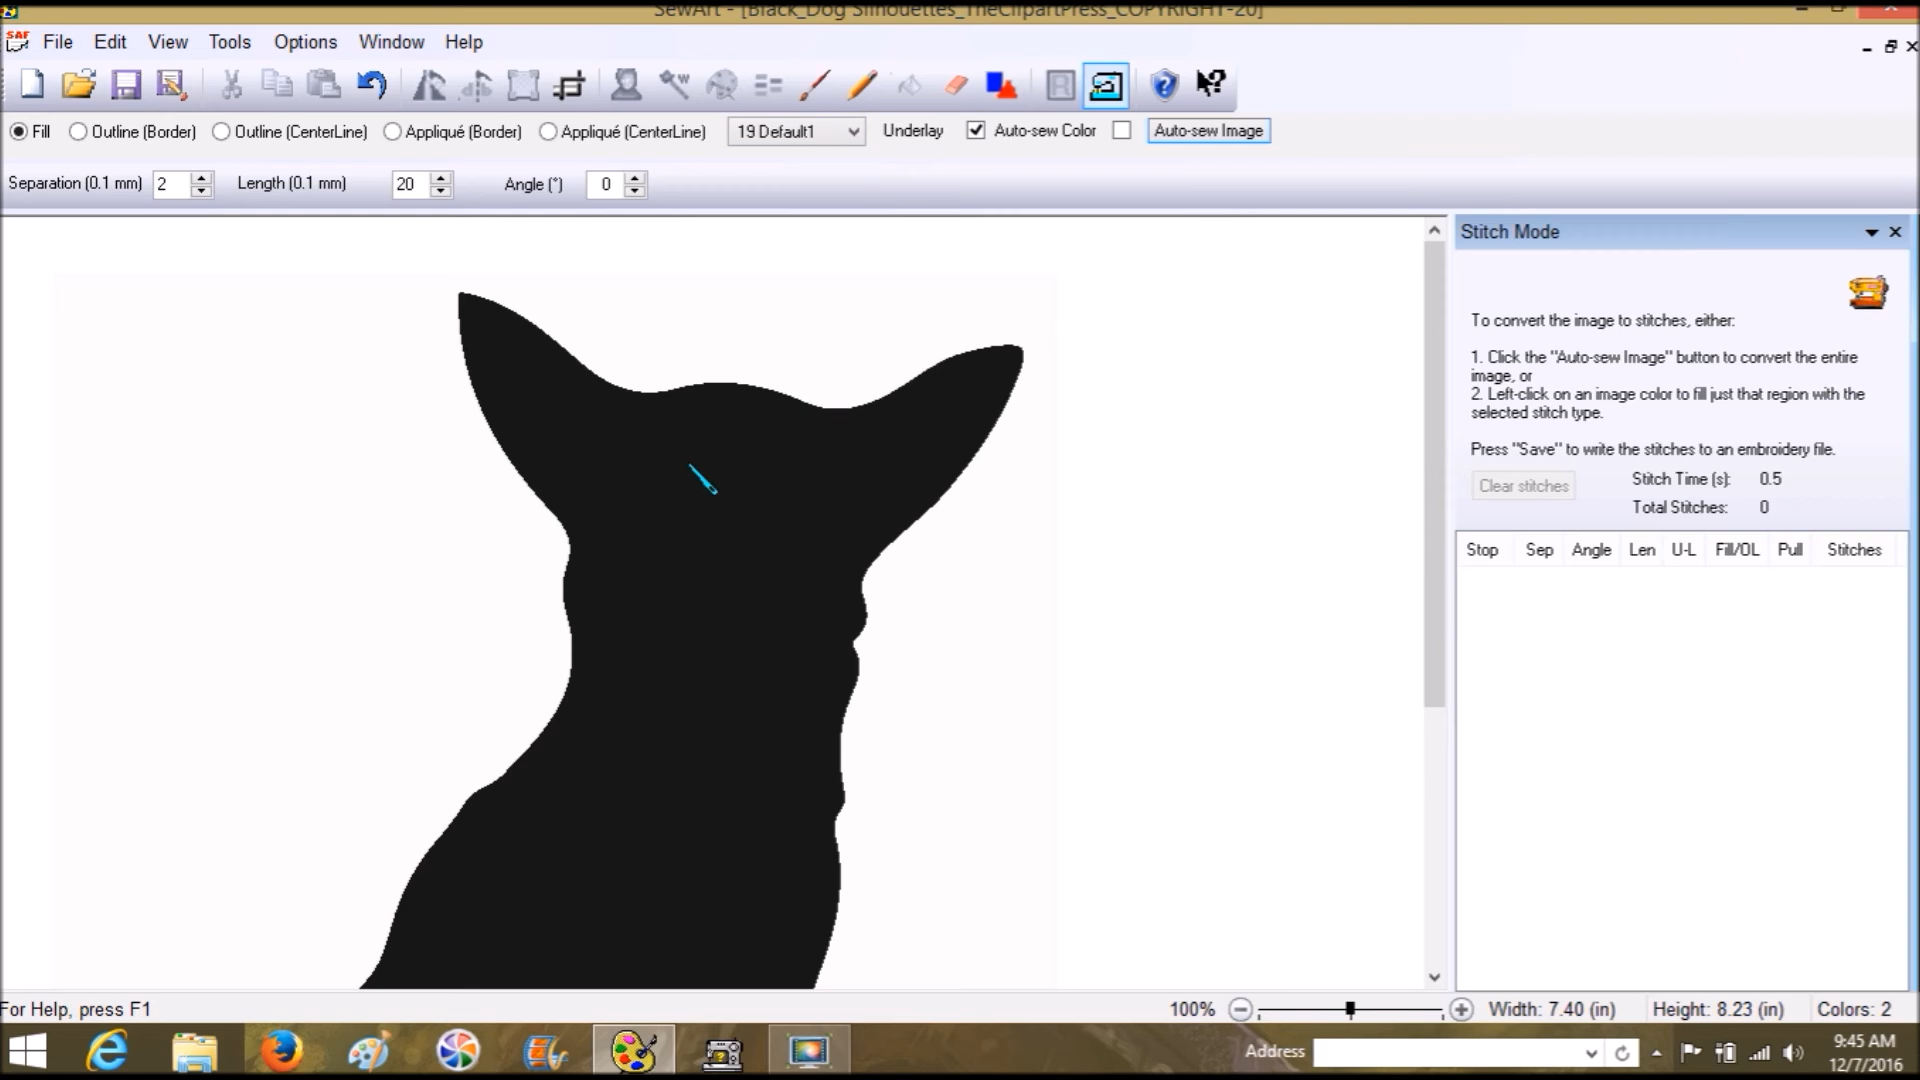 SewArt - [Black_Dog Silhouettes_TheClipartPress_COPYRIGHT-20]
SAF File Edit View Tools Options Window Help
Fill Outline (Border) Outline (CenterLine) Appliqué (Border) Appliqué (CenterLine) 19 Default1 Underlay Auto-sew Color Auto-sew Image
Separation (0.1 mm) 2 Length (0.1 mm) 20 Angle (°) 0
Stitch Mode
To convert the image to stitches, either:
1. Click the "Auto-sew Image" button to convert the entire
image, or
2. Left-click on an image color to fill just that region with the
selected stitch type.
Press "Save" to write the stitches to an embroidery file.
Clear stitches Stitch Time (s): 0.5
Total Stitches: 0
Stop Sep Angle Len U-L Fill/OL Pull Stitches
For Help, press F1 100% Width: 7.40 (in) Height: 8.23 (in) Colors: 2
Address 9:45 AM
12/7/2016